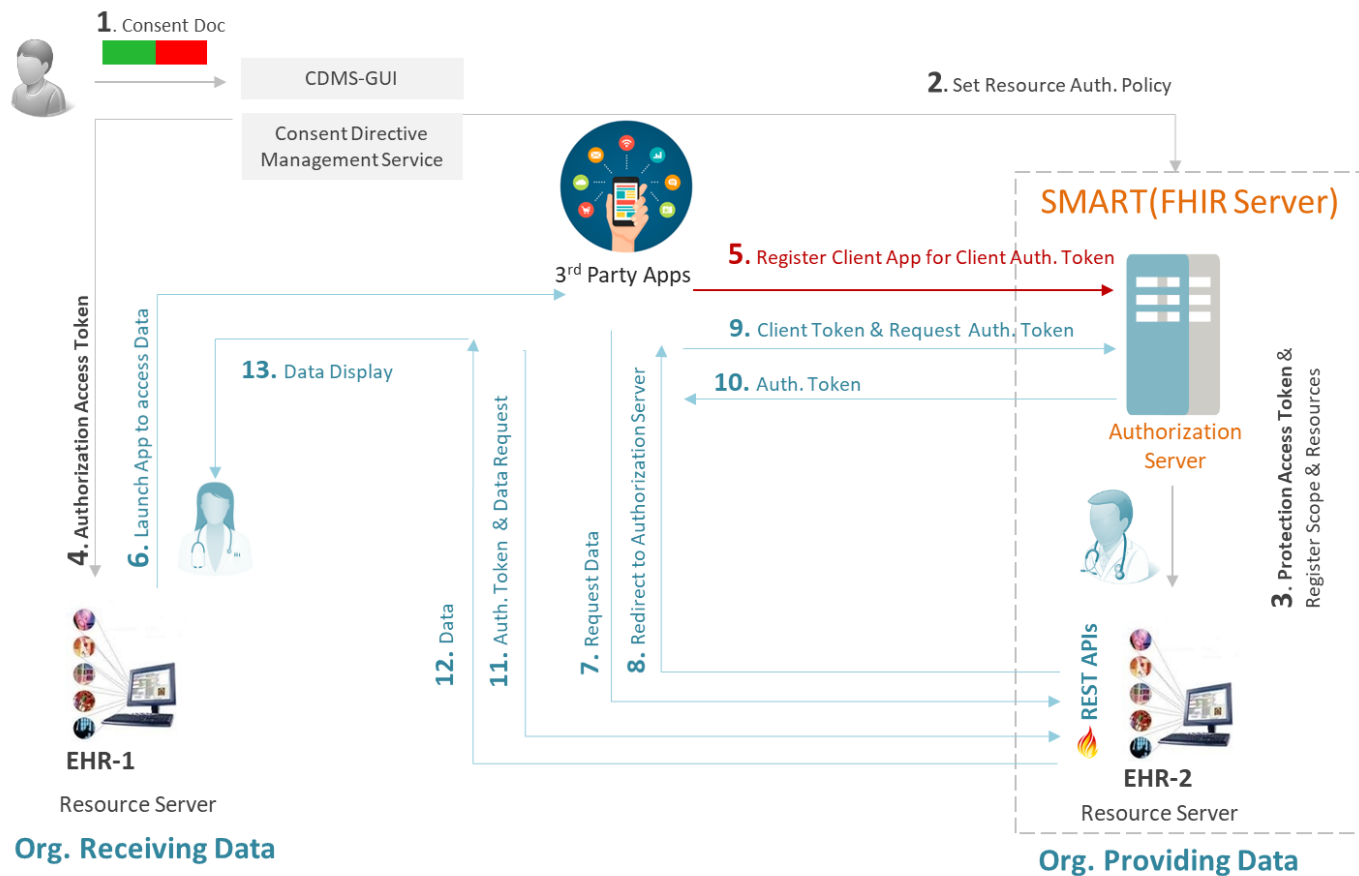 1. Consent Doc
CDMS-GUI
2. Set Resource Auth. Policy
Consent Directive
Management Service
SMART(FHIR Server)
5. Register Client App for Client Auth. Token
3rd Party Apps
9. Client Token & Request Auth. Token
13. Data Display
10. Auth. Token
Authorization
Server
4. Authorization Access Token
6. Launch App to access Data
12. Data
11. Auth. Token & Data Request
7. Request Data
8. Redirect to Authorization Server
3. Protection Access Token &
Register Scope & Resources
REST APIs
EHR-1
Resource Server
Org. Receiving Data
EHR-2
Resource Server
Org. Providing Data